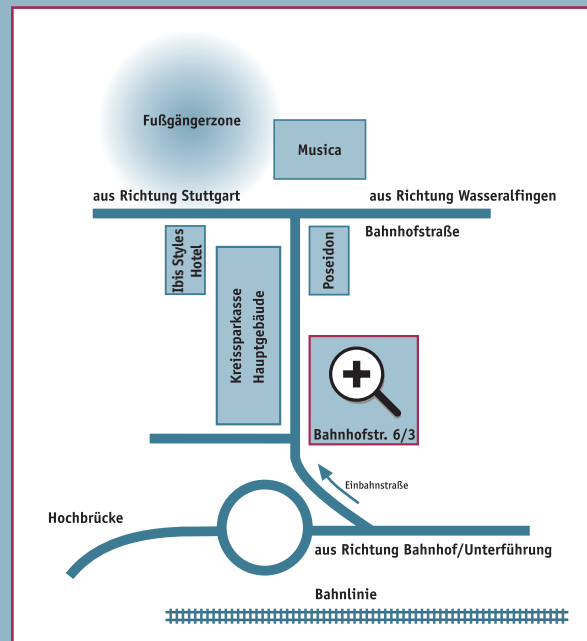 Fußgängerzone
Musica
aus Richtung Stuttgart
aus Richtung Wasseralfingen
Bahnhofstraße
Ibis Styles
Hotel
Poseidon
Kreissparkasse
Hauptgebäude
Bahnhofstr. 6/3
Einbahnstraße
Hochbrücke
aus Richtung Bahnhof/Unterführung
Bahnlinie